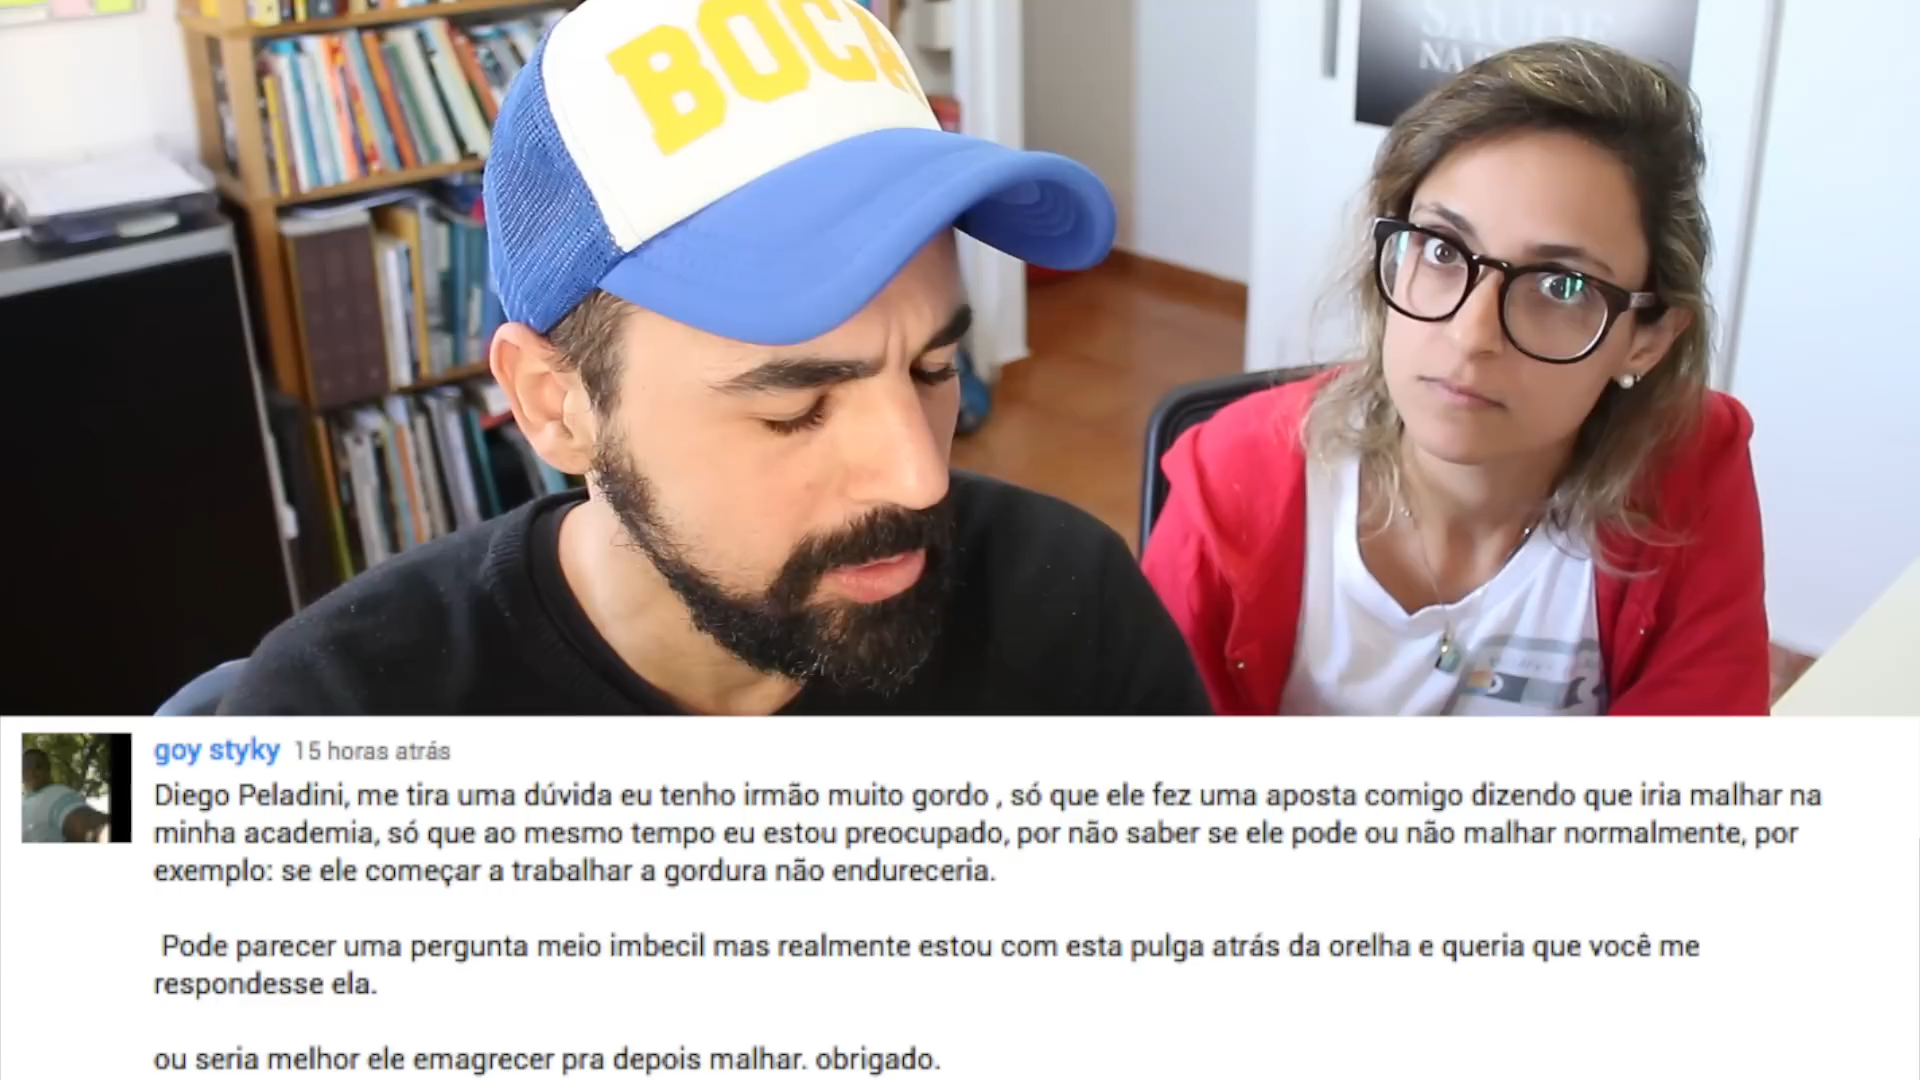 BOCA
SAÚDE
goy styky 15 horas atrás
Diego Peladini, me tira uma dúvida eu tenho irmão muito gordo , só que ele fez uma aposta comigo dizendo que iria malhar na
minha academia, só que ao mesmo tempo eu estou preocupado, por não saber se ele pode ou não malhar normalmente, por
exemplo: se ele começar a trabalhar a gordura não endureceria.
Pode parecer uma pergunta meio imbecil mas realmente estou com esta pulga atrás da orelha e queria que você me
respondesse ela.
ou seria melhor ele emagrecer pra depois malhar. obrigado.